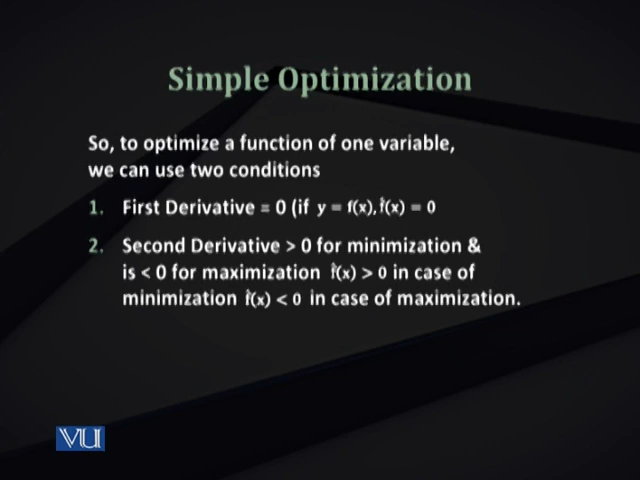 Simple Optimization
So, to optimize a function of one variable,
we can use two conditions
1. First Derivative = 0 (if y = f(x), f̂(x) = 0
2. Second Derivative > 0 for minimization &
is < 0 for maximization f̂(x) > 0 in case of
minimization f̂(x) < 0 in case of maximization.
VU